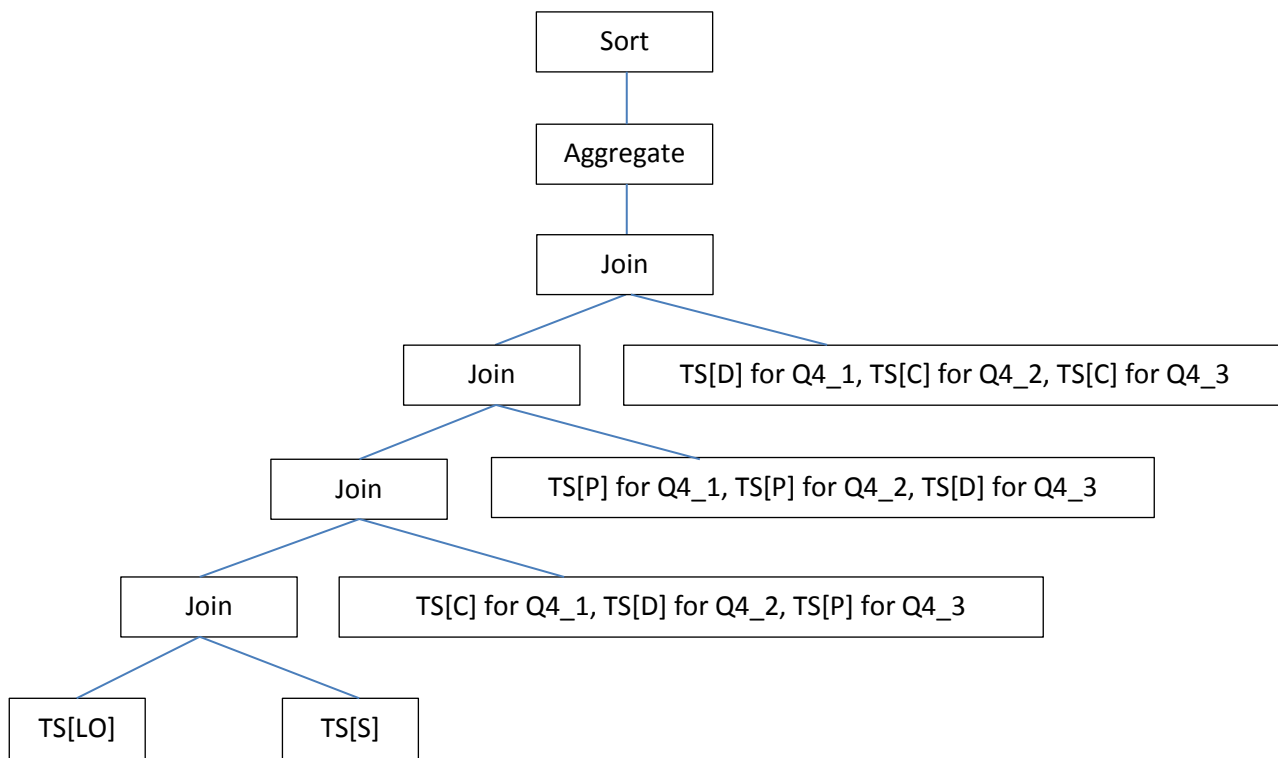 Sort
Aggregate
Join
Join
TS[D] for Q4_1, TS[C] for Q4_2, TS[C] for Q4_3
Join
TS[P] for Q4_1, TS[P] for Q4_2, TS[D] for Q4_3
Join
TS[C] for Q4_1, TS[D] for Q4_2, TS[P] for Q4_3
TS[LO]
TS[S]